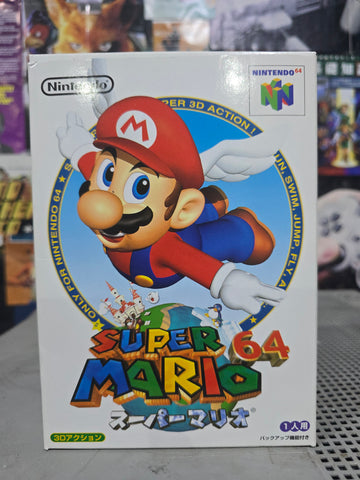 Nintendo
NINTENDO 64
SUPER 3D ACTION!
RUN, SWIM, JUMP, FLY, A
ONLY FOR NINTENDO 64
SUPER
MARIO
64
スーパーマリオ
3Dアクション
1人用
バックアップ機能付き